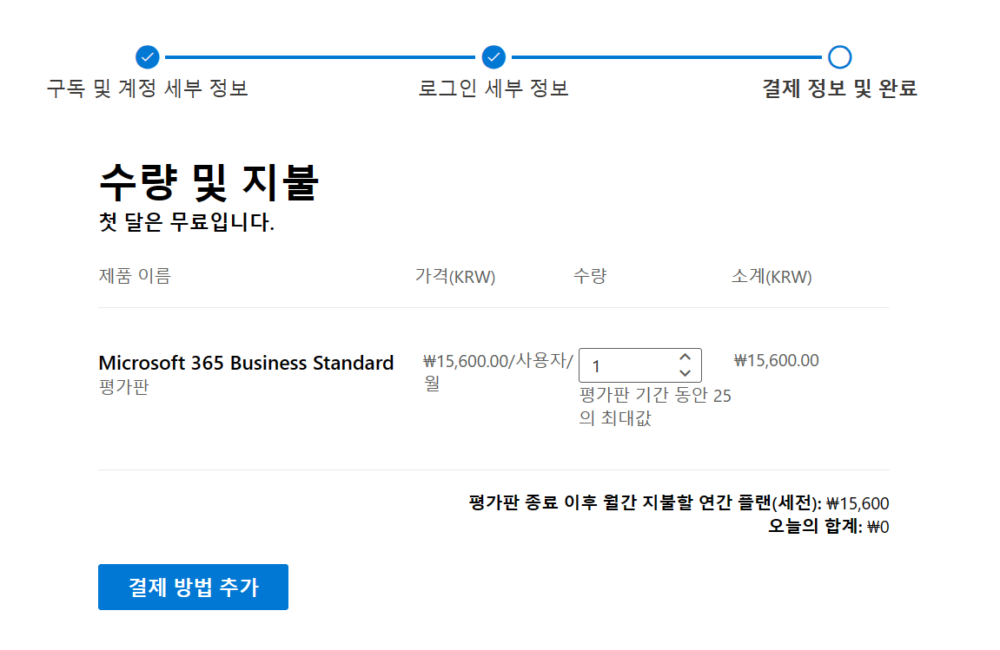 구독 및 계정 세부 정보
로그인 세부 정보
결제 정보 및 완료
수량 및 지불
첫 달은 무료입니다.
제품 이름 가격(KRW) 수량 소계(KRW)
Microsoft 365 Business Standard
평가판
₩15,600.00/사용자/
월
1
평가판 기간 동안 25
의 최대값
₩15,600.00
평가판 종료 이후 월간 지불할 연간 플랜(세전): ₩15,600
오늘의 합계: ₩0
결제 방법 추가